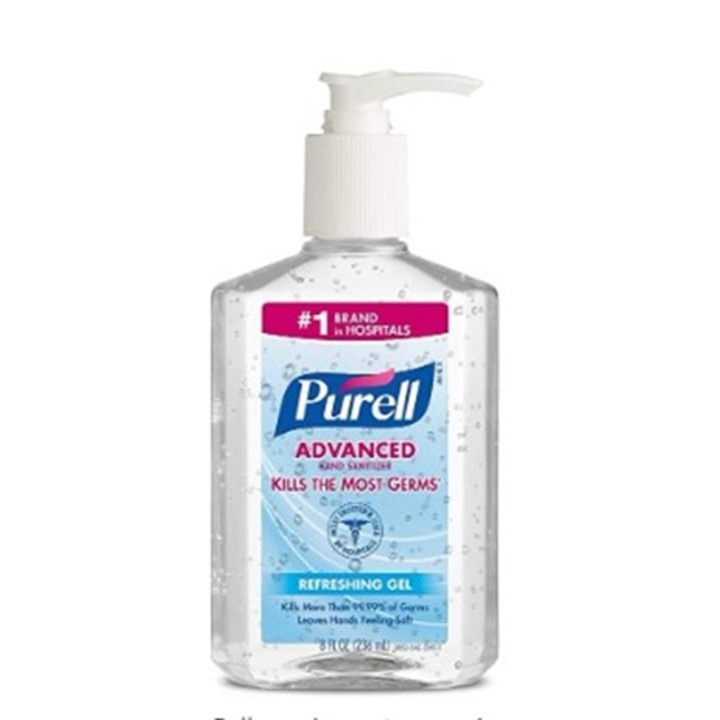 #1 BRAND
in HOSPITALS
Purell
ADVANCED
HAND SANITIZER
KILLS THE MOST GERMS*
REFRESHING GEL
Kills More Than 99.99% of Germs
Leaves Hands Feeling Soft
8 FL OZ (236 mL)